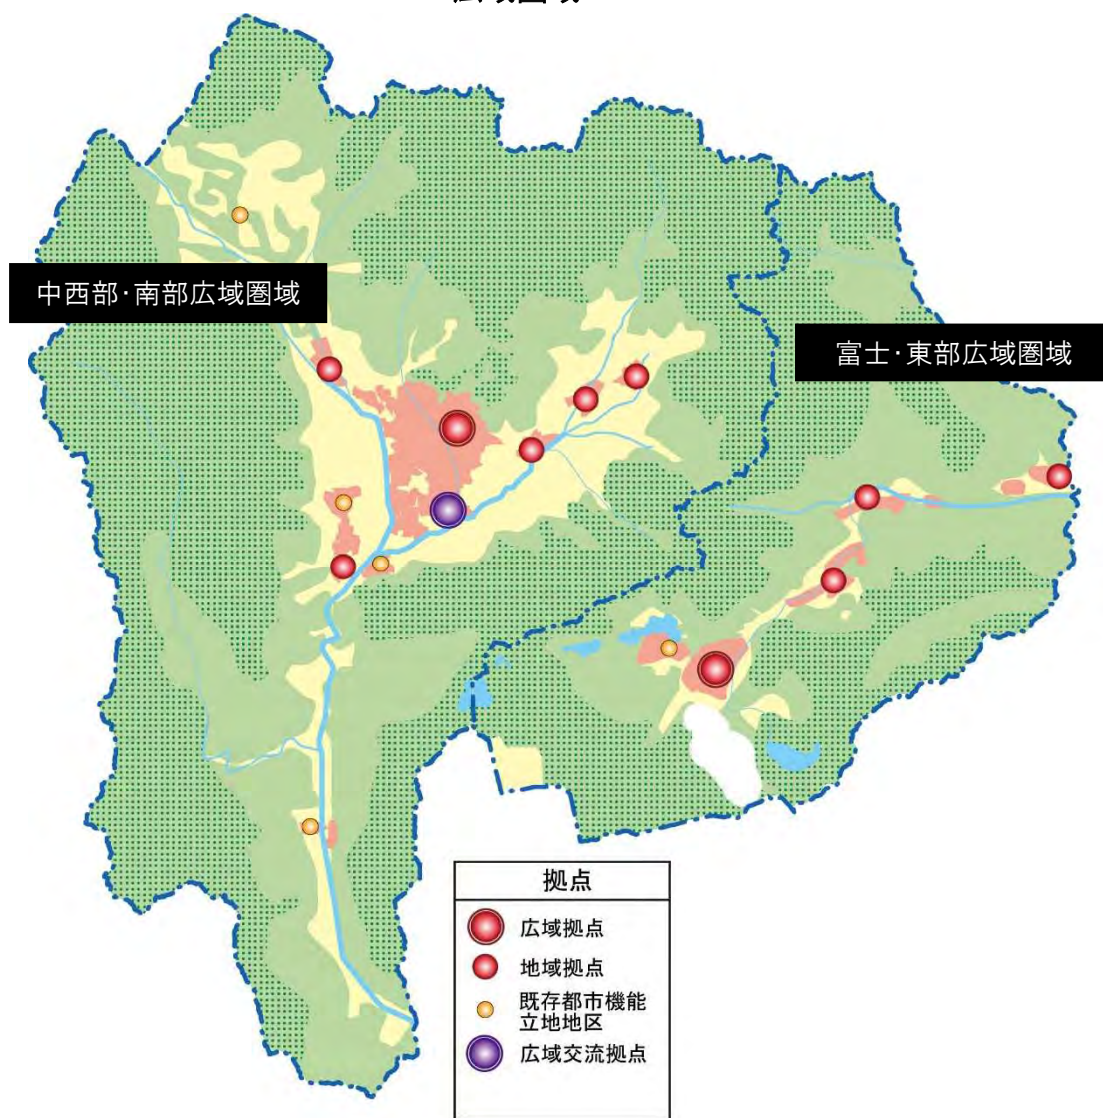 中西部・南部広域圏域
富士・東部広域圏域
拠点
広域拠点
地域拠点
既存都市機能
立地地区
広域交流拠点